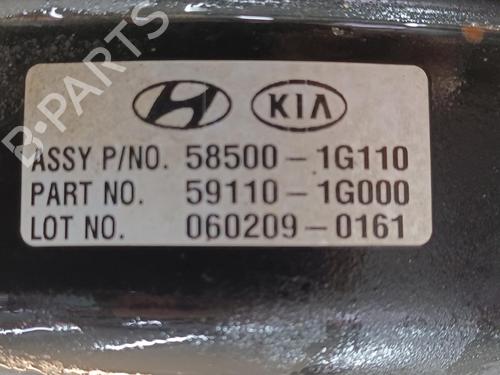 B-PARTS
KIA
ASSY P/NO. 58500-1G110
PART NO. 59110-1G000
LOT NO. 060209-0161